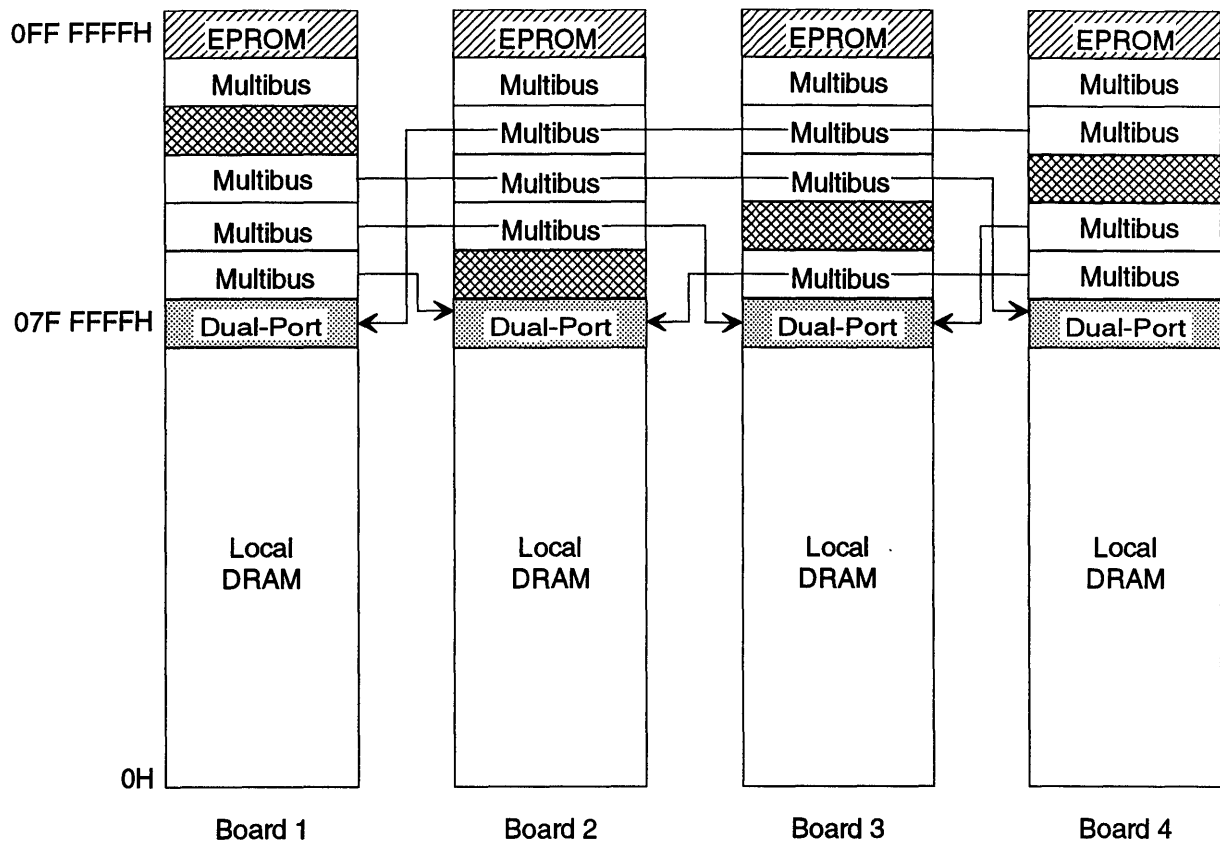 0FF FFFFH EPROM EPROM EPROM EPROM
Multibus Multibus Multibus Multibus
Multibus Multibus Multibus
Multibus Multibus Multibus
Multibus Multibus Multibus
Multibus Multibus Multibus
07F FFFFH Dual-Port Dual-Port Dual-Port Dual-Port
Local Local Local Local
DRAM DRAM DRAM DRAM
0H
Board 1 Board 2 Board 3 Board 4